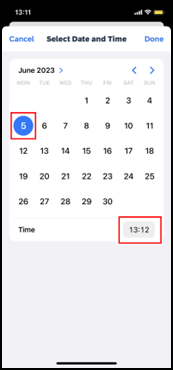 13:11
Cancel Select Date and Time Done
June 2023
MON TUE WED THU FRI SAT SUN
1 2 3 4
5 6 7 8 9 10 11
12 13 14 15 16 17 18
19 20 21 22 23 24 25
26 27 28 29 30
Time 13:12